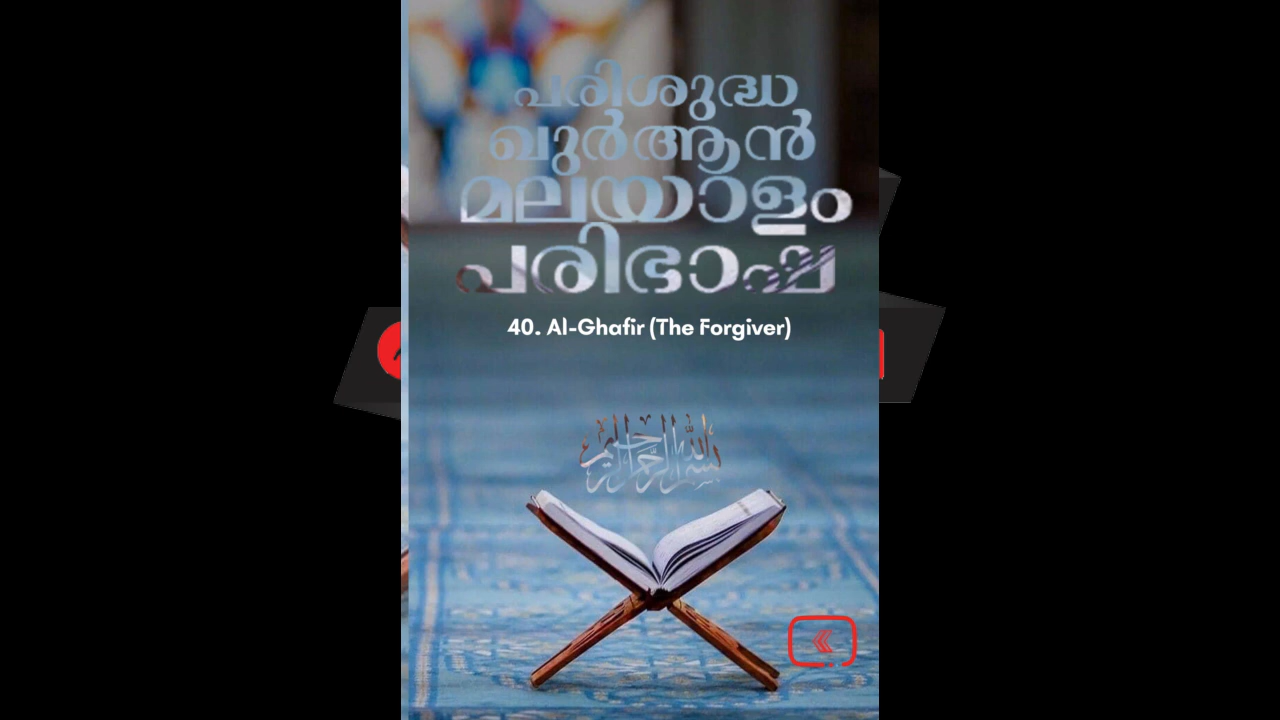 പരിശുദ്ധ
ഖുർആൻ
മലയാളം
പരിഭാഷ
40. Al-Ghafir (The Forgiver)
بسم الله الرحمن الرحيم